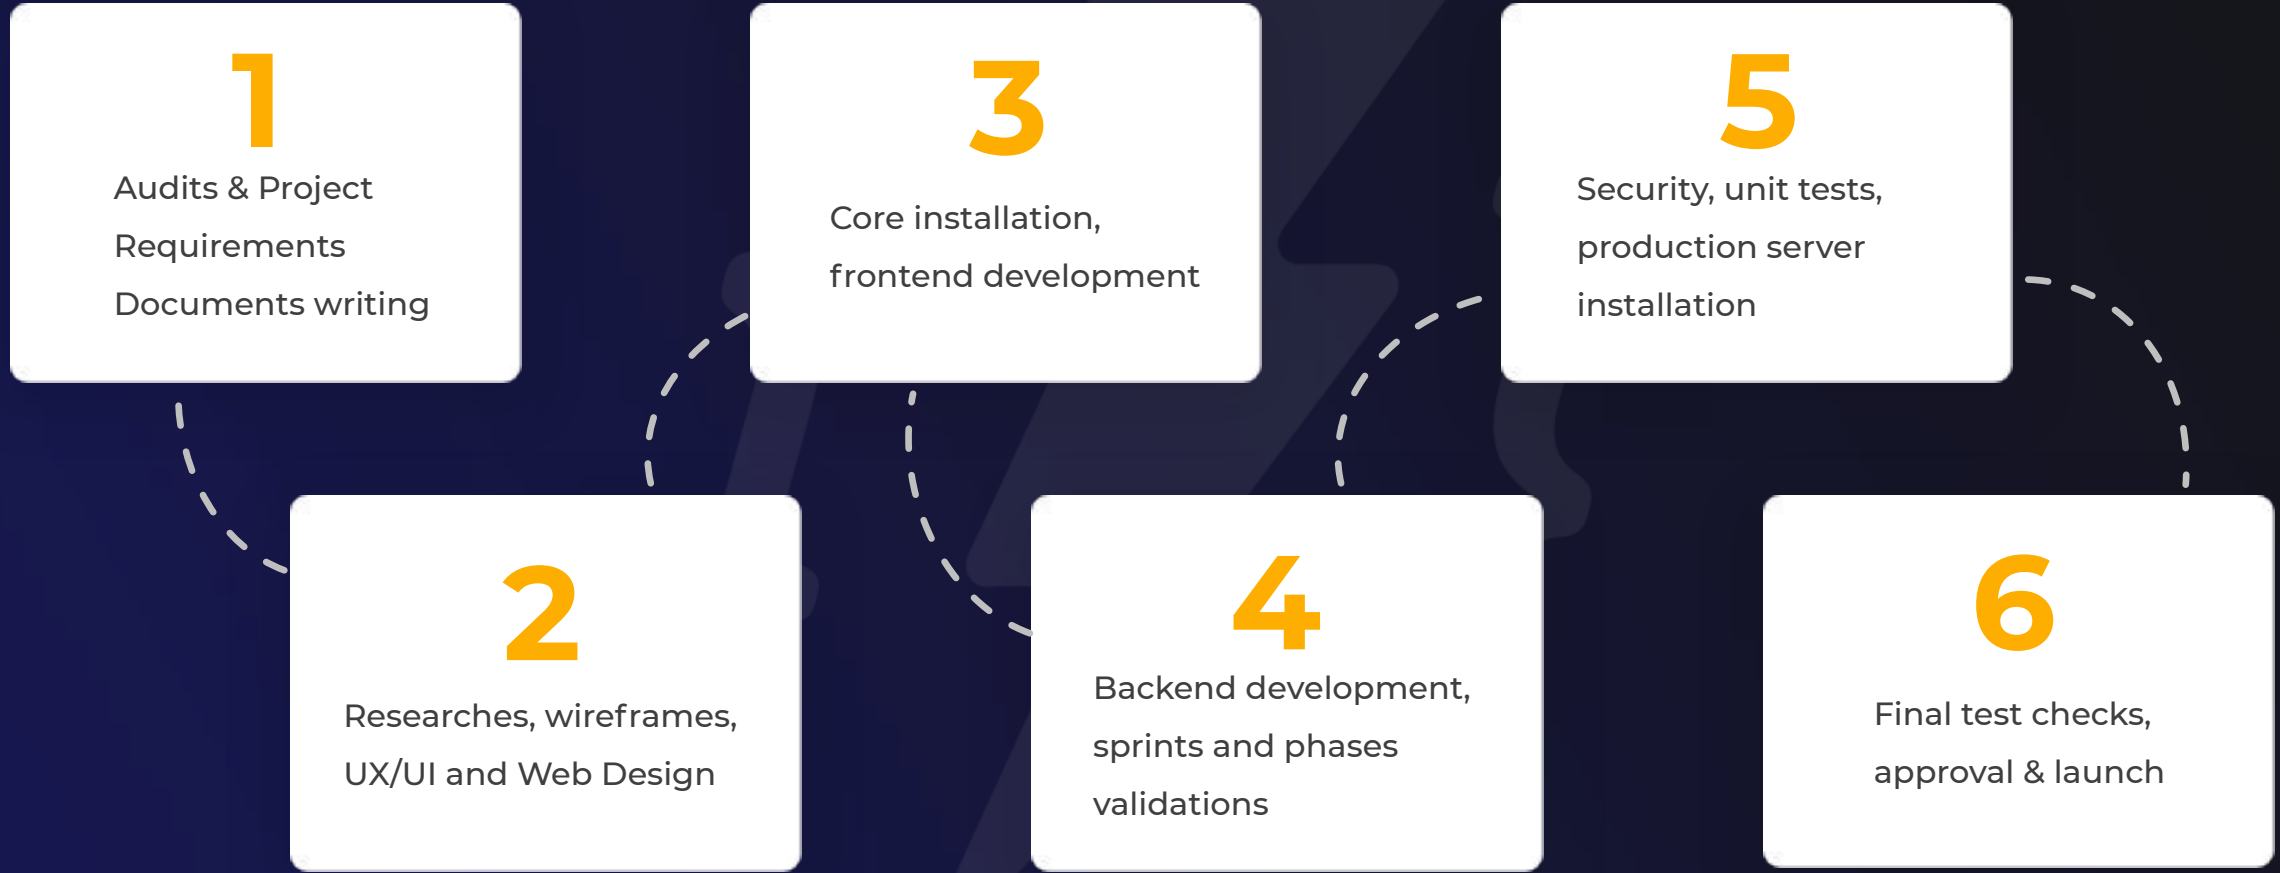 1
Audits & Project
Requirements
Documents writing
2
Researches, wireframes,
UX/UI and Web Design
3
Core installation,
frontend development
4
Backend development,
sprints and phases
validations
5
Security, unit tests,
production server
installation
6
Final test checks,
approval & launch